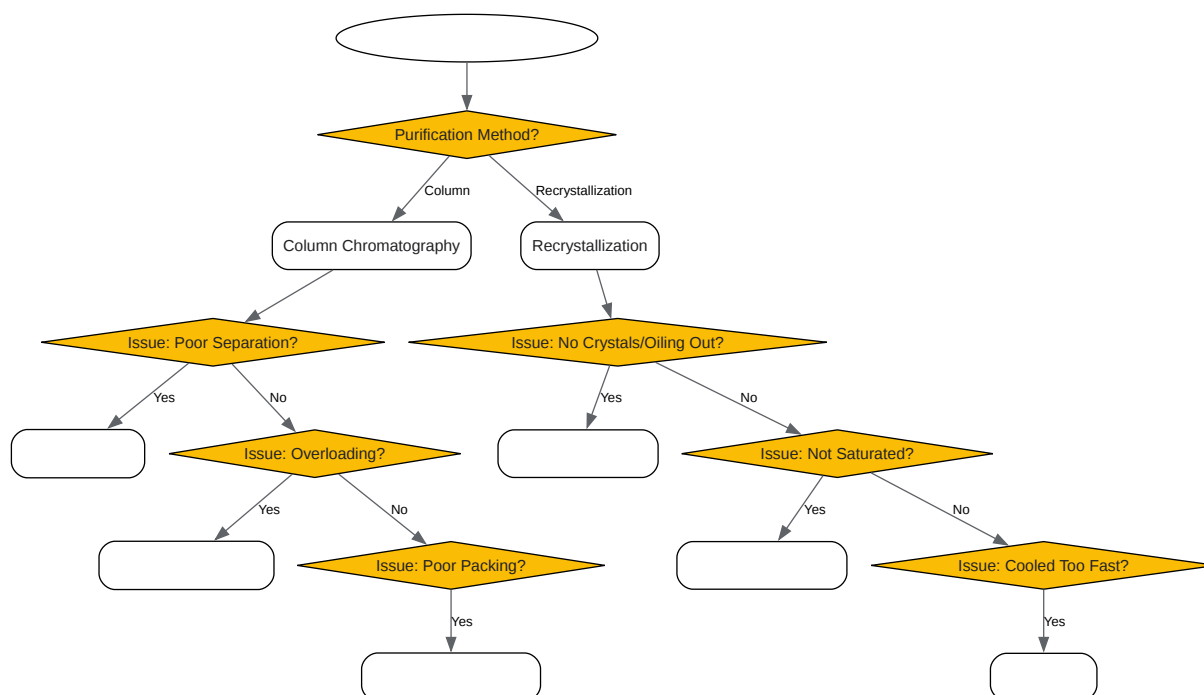 Purification Method?
Column
Recrystallization
Column Chromatography
Recrystallization
Issue: Poor Separation?
Issue: No Crystals/Oiling Out?
Yes
No
Yes
No
Issue: Overloading?
Issue: Not Saturated?
Yes
No
Yes
No
Issue: Poor Packing?
Issue: Cooled Too Fast?
Yes
Yes